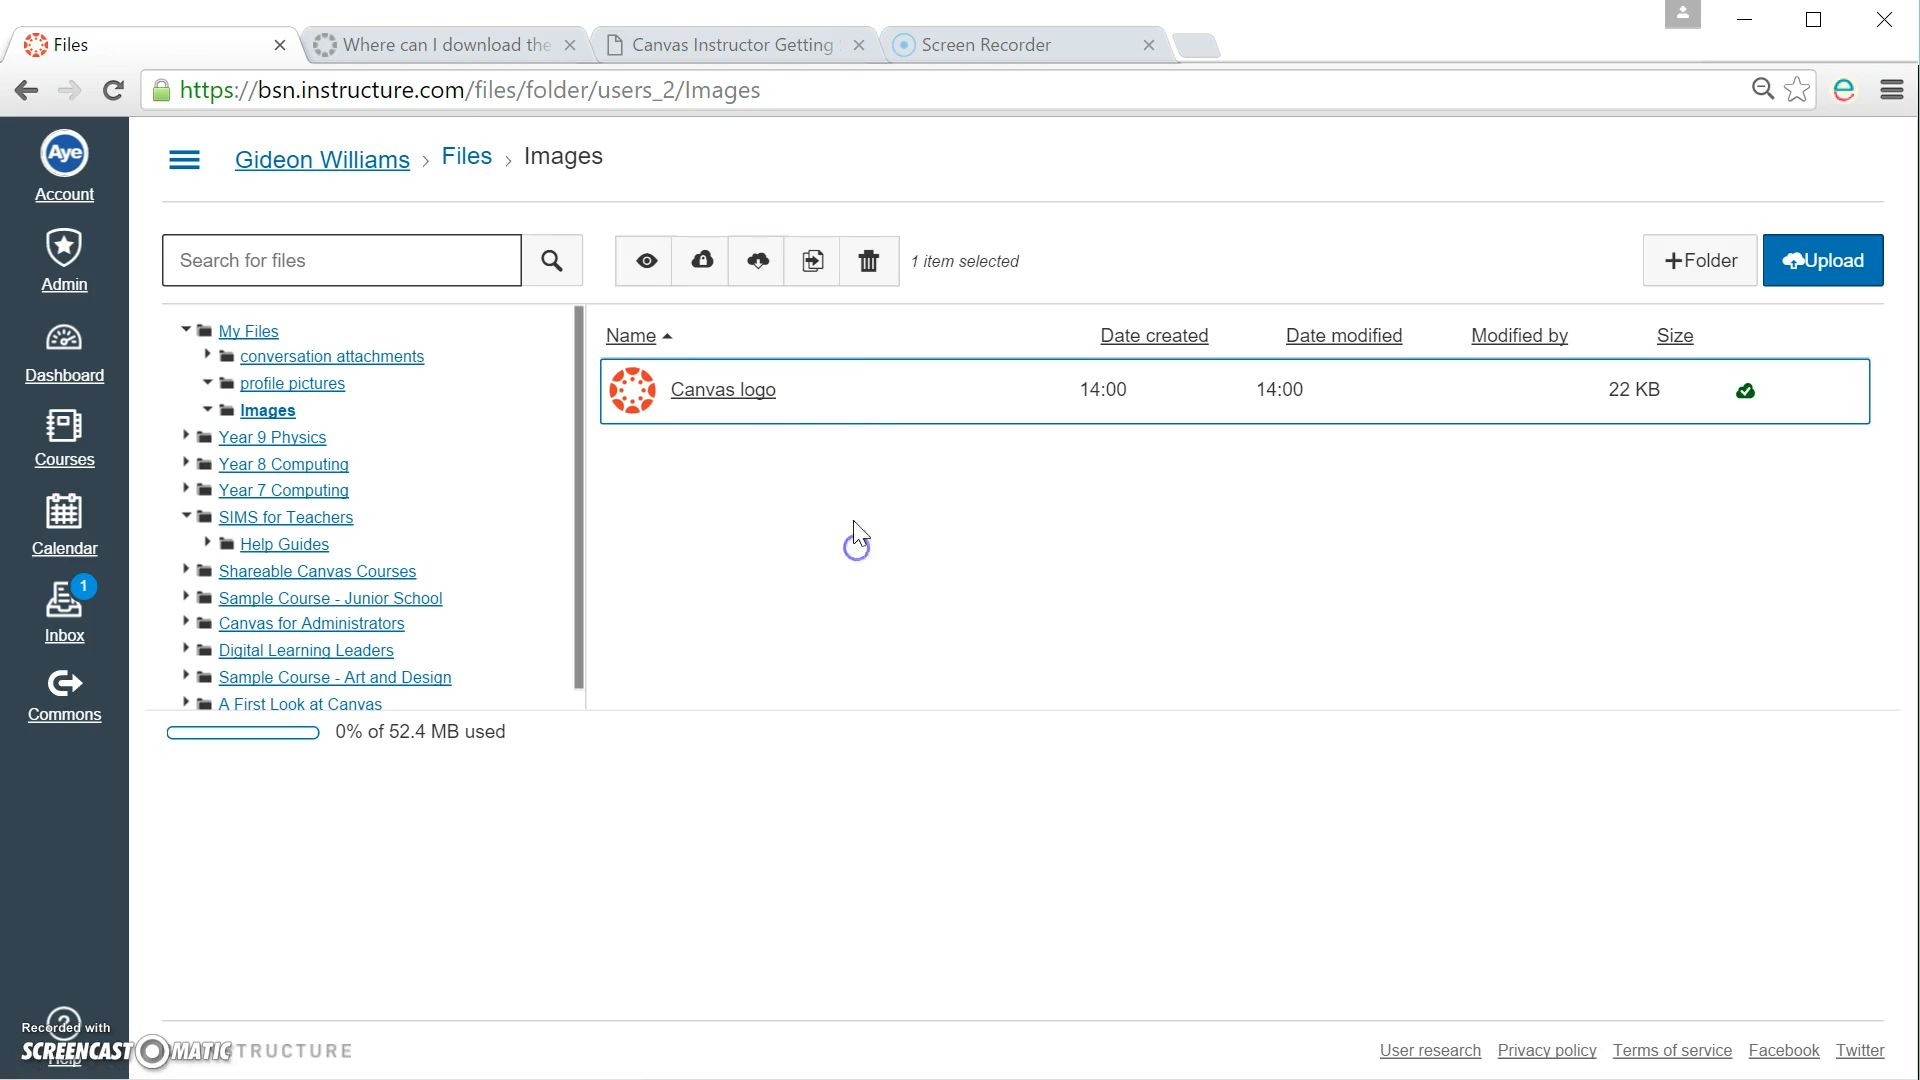 Files
Where can I download the
Canvas Instructor Getting
Screen Recorder
https://bsn.instructure.com/files/folder/users_2/Images
Aye
Account
Admin
Dashboard
Courses
Calendar
1
Inbox
Commons
Gideon Williams › Files › Images
Search for files
1 item selected
+Folder
Upload
My Files
conversation attachments
profile pictures
Images
Year 9 Physics
Year 8 Computing
Year 7 Computing
SIMS for Teachers
Help Guides
Shareable Canvas Courses
Sample Course - Junior School
Canvas for Administrators
Digital Learning Leaders
Sample Course - Art and Design
A First Look at Canvas
Name Date created Date modified Modified by Size
Canvas logo 14:00 14:00 22 KB
0% of 52.4 MB used
Recorded with
SCREENCAST MATIC
Help
TRUCTURE
User research Privacy policy Terms of service Facebook Twitter